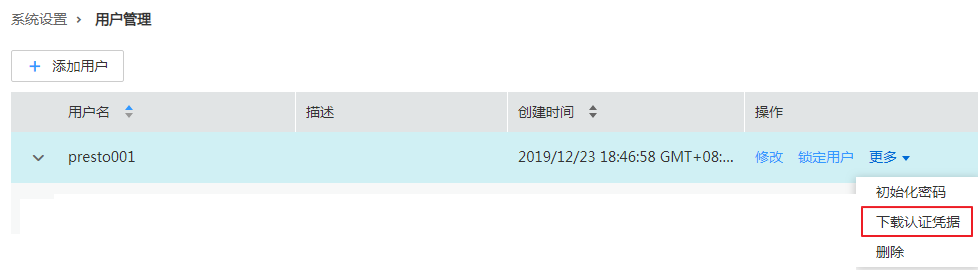 系统设置 › 用户管理
+ 添加用户
用户名 描述 创建时间 操作
presto001 2019/12/23 18:46:58 GMT+08:... 修改 锁定用户 更多
初始化密码
下载认证凭据
删除